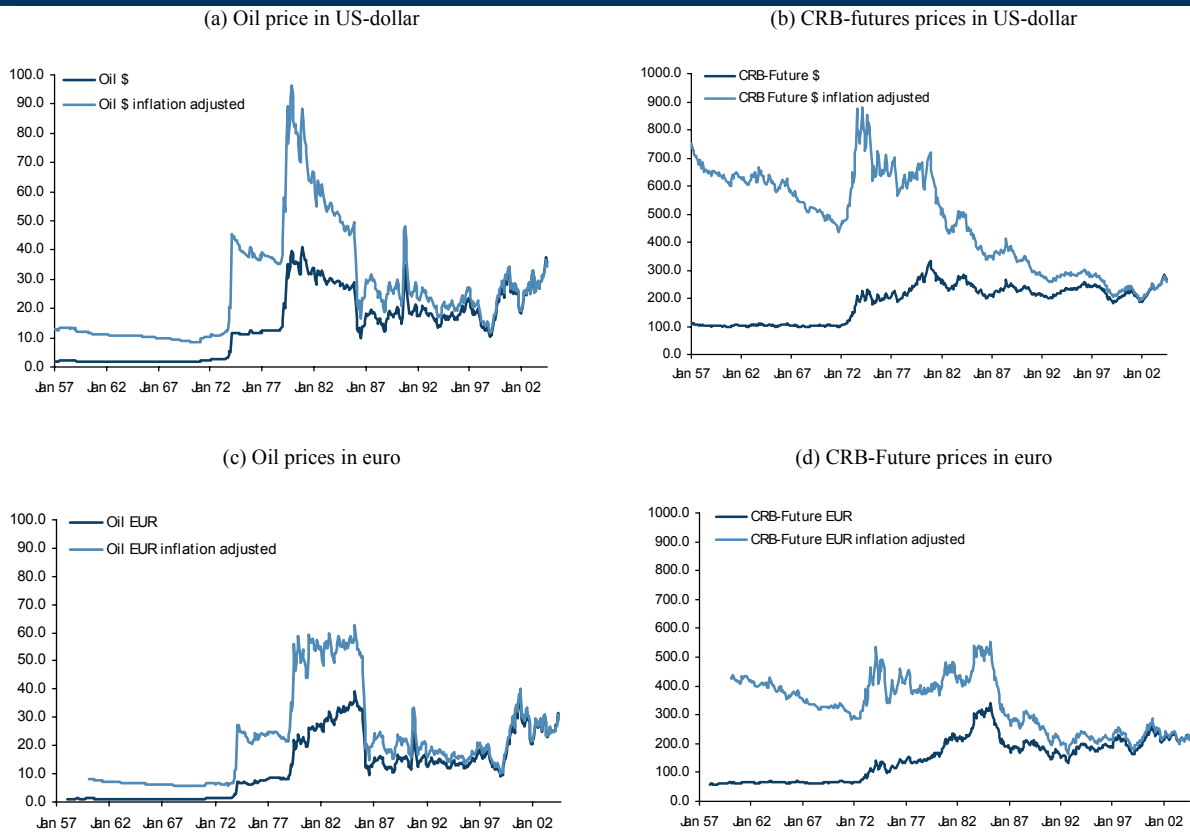 (a) Oil price in US-dollar
100.0
90.0
80.0
70.0
60.0
50.0
40.0
30.0
20.0
10.0
0.0
Oil $
Oil $ inflation adjusted
Jan 57 Jan 62 Jan 67 Jan 72 Jan 77 Jan 82 Jan 87 Jan 92 Jan 97 Jan 02
(b) CRB-futures prices in US-dollar
1000.0
900.0
800.0
700.0
600.0
500.0
400.0
300.0
200.0
100.0
0.0
CRB-Future $
CRB Future $ inflation adjusted
Jan 57 Jan 62 Jan 67 Jan 72 Jan 77 Jan 82 Jan 87 Jan 92 Jan 97 Jan 02
(c) Oil prices in euro
100.0
90.0
80.0
70.0
60.0
50.0
40.0
30.0
20.0
10.0
0.0
Oil EUR
Oil EUR inflation adjusted
Jan 57 Jan 62 Jan 67 Jan 72 Jan 77 Jan 82 Jan 87 Jan 92 Jan 97 Jan 02
(d) CRB-Future prices in euro
1000.0
900.0
800.0
700.0
600.0
500.0
400.0
300.0
200.0
100.0
0.0
CRB-Future EUR
CRB-Future EUR inflation adjusted
Jan 57 Jan 62 Jan 67 Jan 72 Jan 77 Jan 82 Jan 87 Jan 92 Jan 97 Jan 02